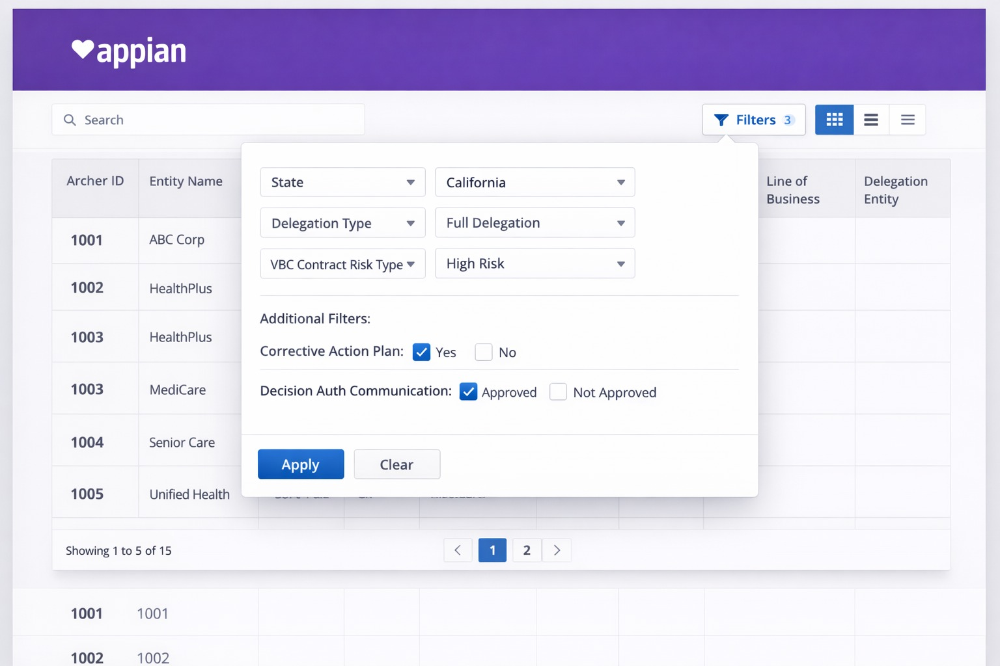 appian
Search
Filters 3
Archer ID Entity Name Line of Business Delegation Entity
State California
Delegation Type Full Delegation
VBC Contract Risk Type High Risk
Additional Filters:
Corrective Action Plan: Yes No
Decision Auth Communication: Approved Not Approved
Apply Clear
1001 ABC Corp
1002 HealthPlus
1003 HealthPlus
1003 MediCare
1004 Senior Care
1005 Unified Health
Showing 1 to 5 of 15
1 2
1001 1001
1002 1002